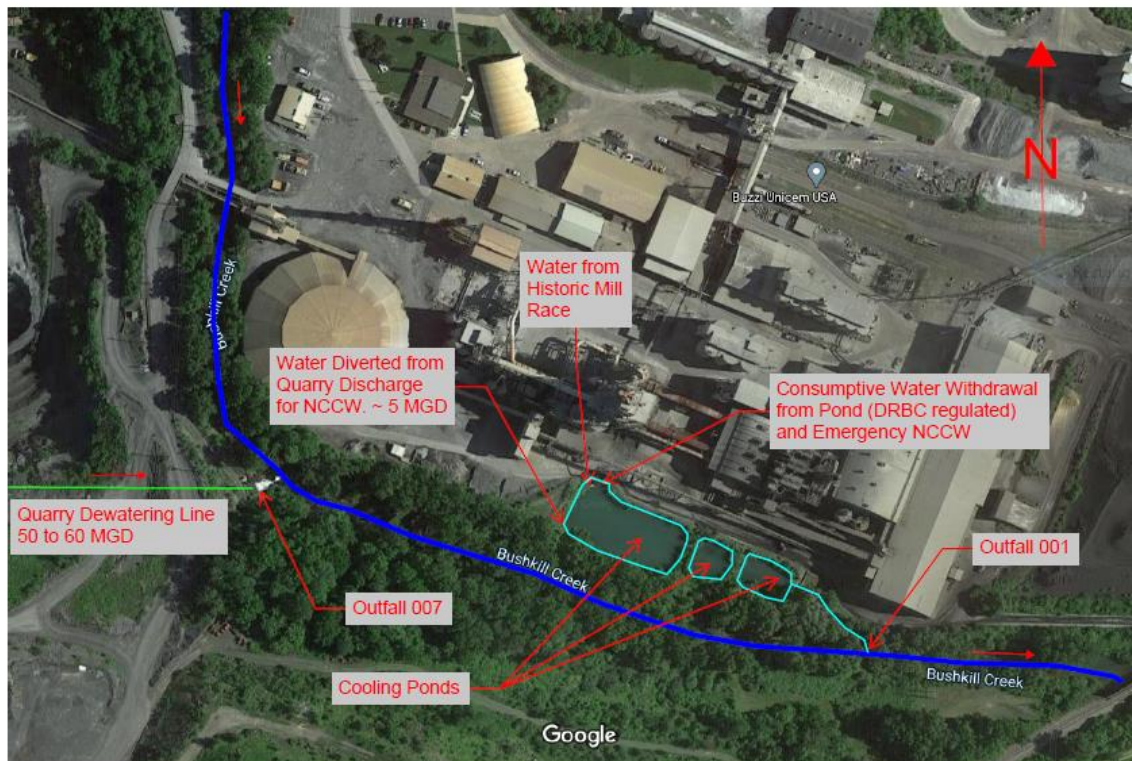 N
Buzzi Unicem USA
Bushkill Creek
Water from
Historic Mill
Race
Water Diverted from
Quarry Discharge
for NCCW. ~ 5 MGD
Consumptive Water Withdrawal
from Pond (DRBC regulated)
and Emergency NCCW
Quarry Dewatering Line
50 to 60 MGD
Outfall 001
Bushkill Creek
Outfall 007
Cooling Ponds
Bushkill Creek
Google